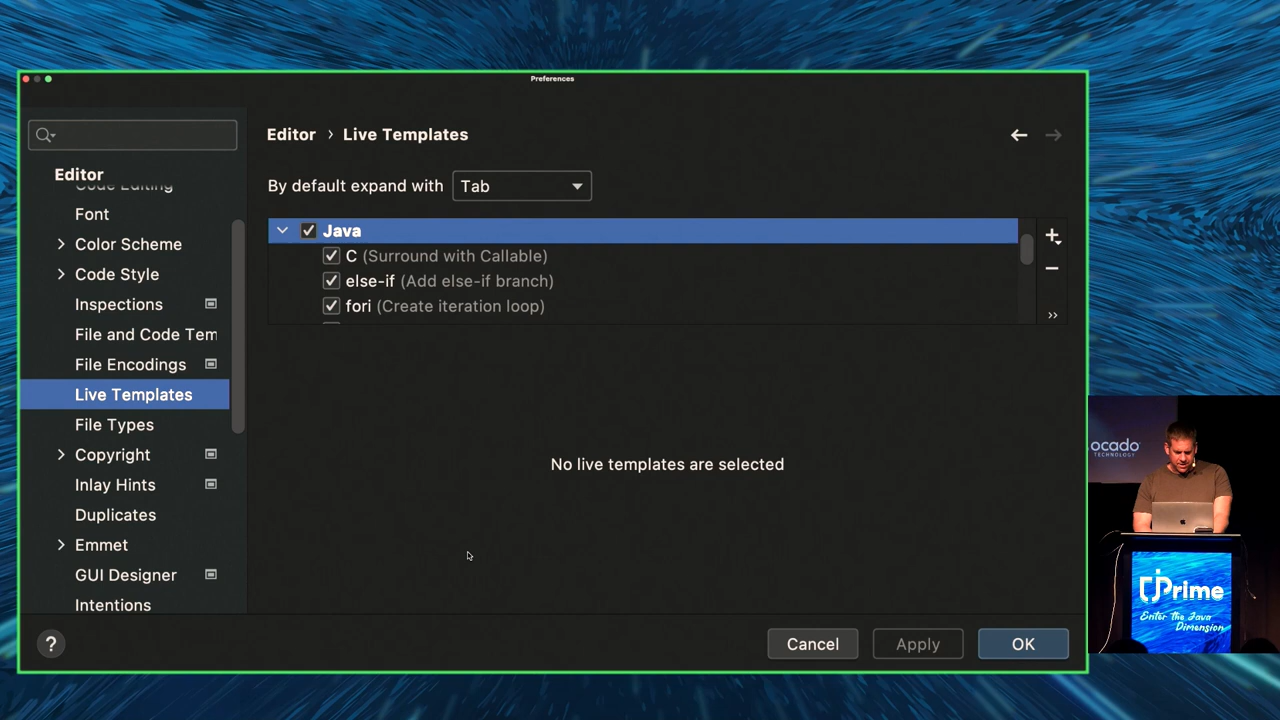 Preferences
Editor › Live Templates
By default expand with Tab
Editor
Code Editing
Font
Color Scheme
Code Style
Inspections
File and Code Tem
File Encodings
Live Templates
File Types
Copyright
Inlay Hints
Duplicates
Emmet
GUI Designer
Intentions
Java
C (Surround with Callable)
else-if (Add else-if branch)
fori (Create iteration loop)
No live templates are selected
?
Cancel
Apply
OK
ocado
TECHNOLOGY
jPrime
Enter the Java
Dimension